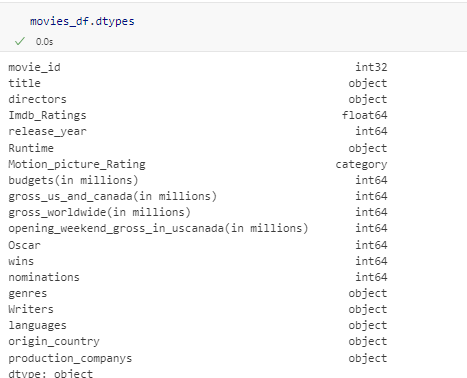 movies_df.dtypes
0.0s
movie_id int32
title object
directors object
Imdb_Ratings float64
release_year int64
Runtime object
Motion_picture_Rating category
budgets(in millions) int64
gross_us_and_canada(in millions) int64
gross_worldwide(in millions) int64
opening_weekend_gross_in_uscanada(in millions) int64
Oscar int64
wins int64
nominations int64
genres object
Writers object
languages object
origin_country object
production_companys object
dtype: object